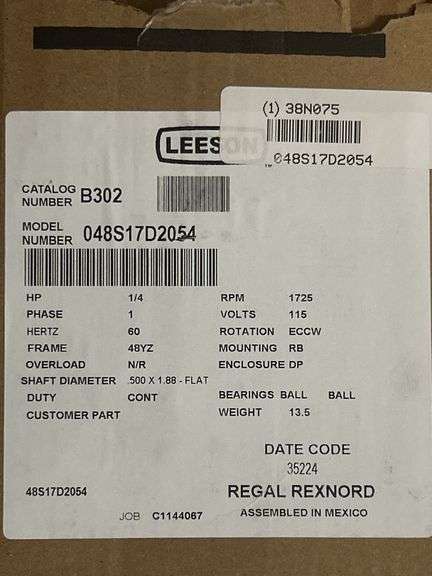 (1) 38N075
048S17D2054
LEESON
CATALOG NUMBER B302
MODEL NUMBER 048S17D2054
HP 1/4 RPM 1725
PHASE 1 VOLTS 115
HERTZ 60 ROTATION ECCW
FRAME 48YZ MOUNTING RB
OVERLOAD N/R ENCLOSURE DP
SHAFT DIAMETER .500 X 1.88 - FLAT
DUTY CONT BEARINGS BALL BALL
CUSTOMER PART WEIGHT 13.5
DATE CODE
35224
48S17D2054 REGAL REXNORD
JOB C1144067 ASSEMBLED IN MEXICO